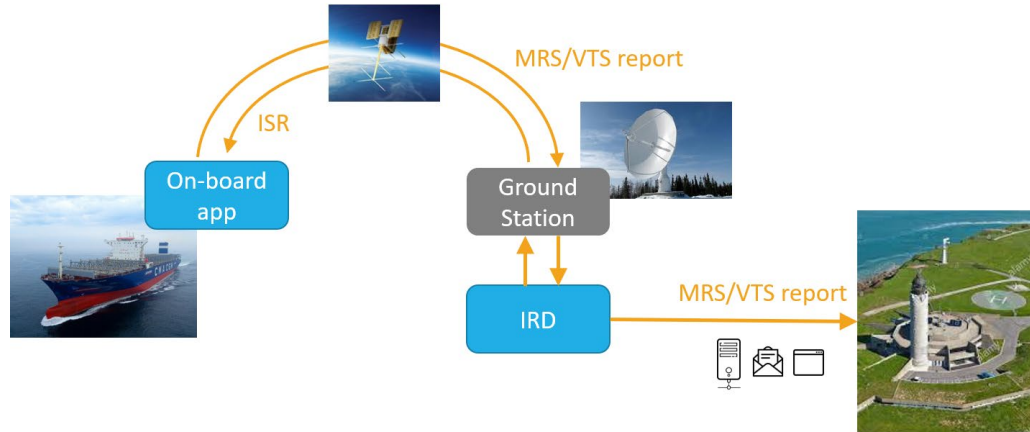 MRS/VTS report
ISR
On-board
app
Ground
Station
MRS/VTS report
IRD